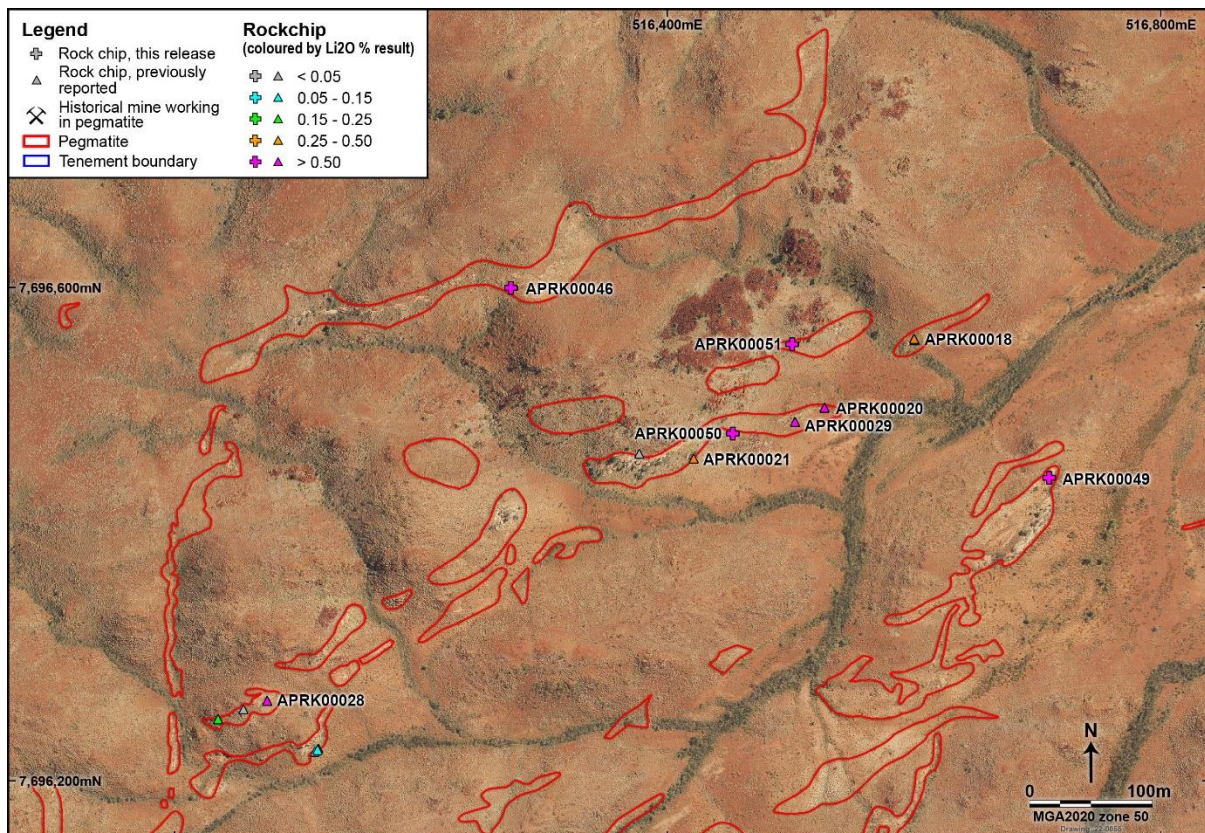 516,400mE
516,800mE
Legend
Rock chip, this release
Rock chip, previously
reported
Historical mine working
in pegmatite
Pegmatite
Tenement boundary
Rockchip
(coloured by Li2O % result)
< 0.05
0.05 - 0.15
0.15 - 0.25
0.25 - 0.50
> 0.50
7,696,600mN
APRK00046
APRK00051
APRK00018
APRK00020
APRK00029
APRK00050
APRK00021
APRK00049
APRK00028
7,696,200mN
N
0 100m
MGA2020 zone 50